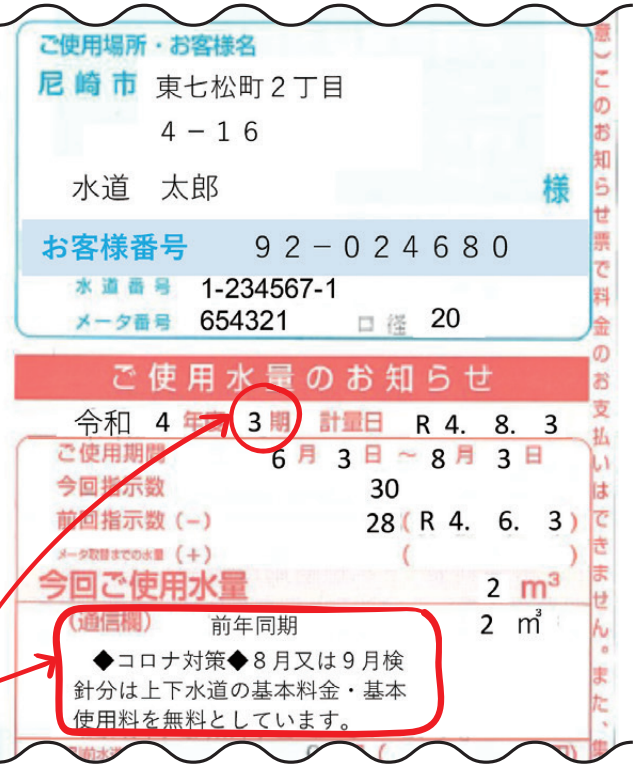 ご使用場所・お客様名
尼崎市 東七松町2丁目
4－16
水道 太郎 様
お客様番号 92－024680
水道番号 1-234567-1
メータ番号 654321 口径 20
ご使用水量のお知らせ
令和 4 年度 3 期 計量日 R 4. 8. 3
ご使用期間 6 月 3 日 ～ 8 月 3 日
今回指示数 30
前回指示数(－) 28 ( R 4. 6. 3 )
メータ取替までの水量 (＋) ( )
今回ご使用水量 2 m³
(通信欄) 前年同期 2 ㎥
◆コロナ対策◆8月又は9月検
針分は上下水道の基本料金・基本
使用料を無料としています。
意）このお知らせ票で料金のお支払いはできません。また、集